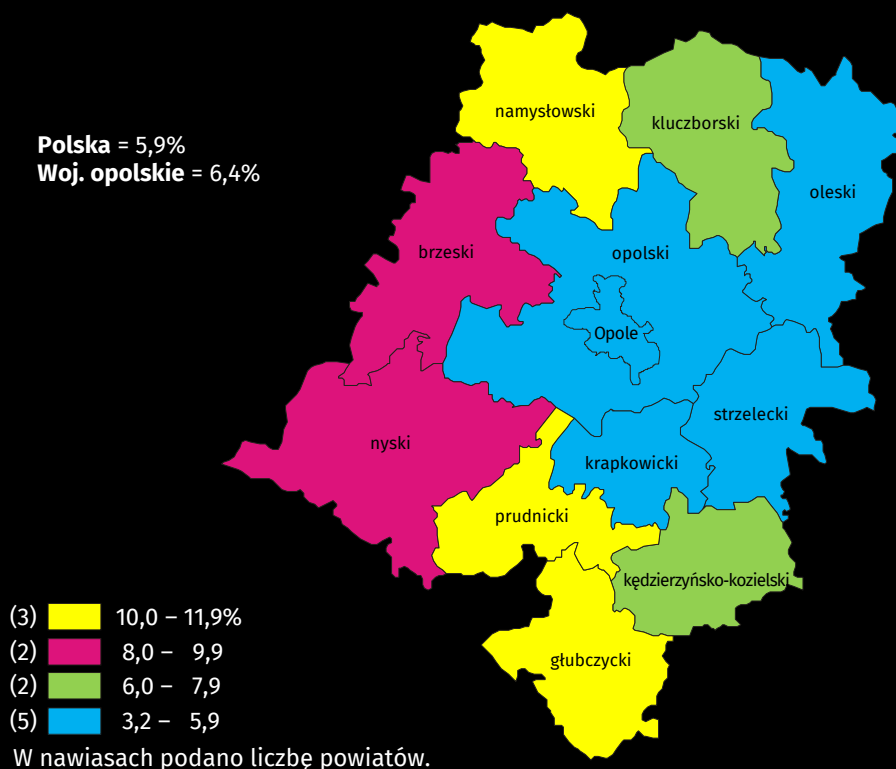 Polska = 5,9%
Woj. opolskie = 6,4%
namysłowski
kluczborski
oleski
brzeski
opolski
Opole
strzelecki
nyski
krapkowicki
prudnicki
kędzierzyńsko-kozielski
głubczycki
(3) 10,0 – 11,9%
(2) 8,0 – 9,9
(2) 6,0 – 7,9
(5) 3,2 – 5,9
W nawiasach podano liczbę powiatów.